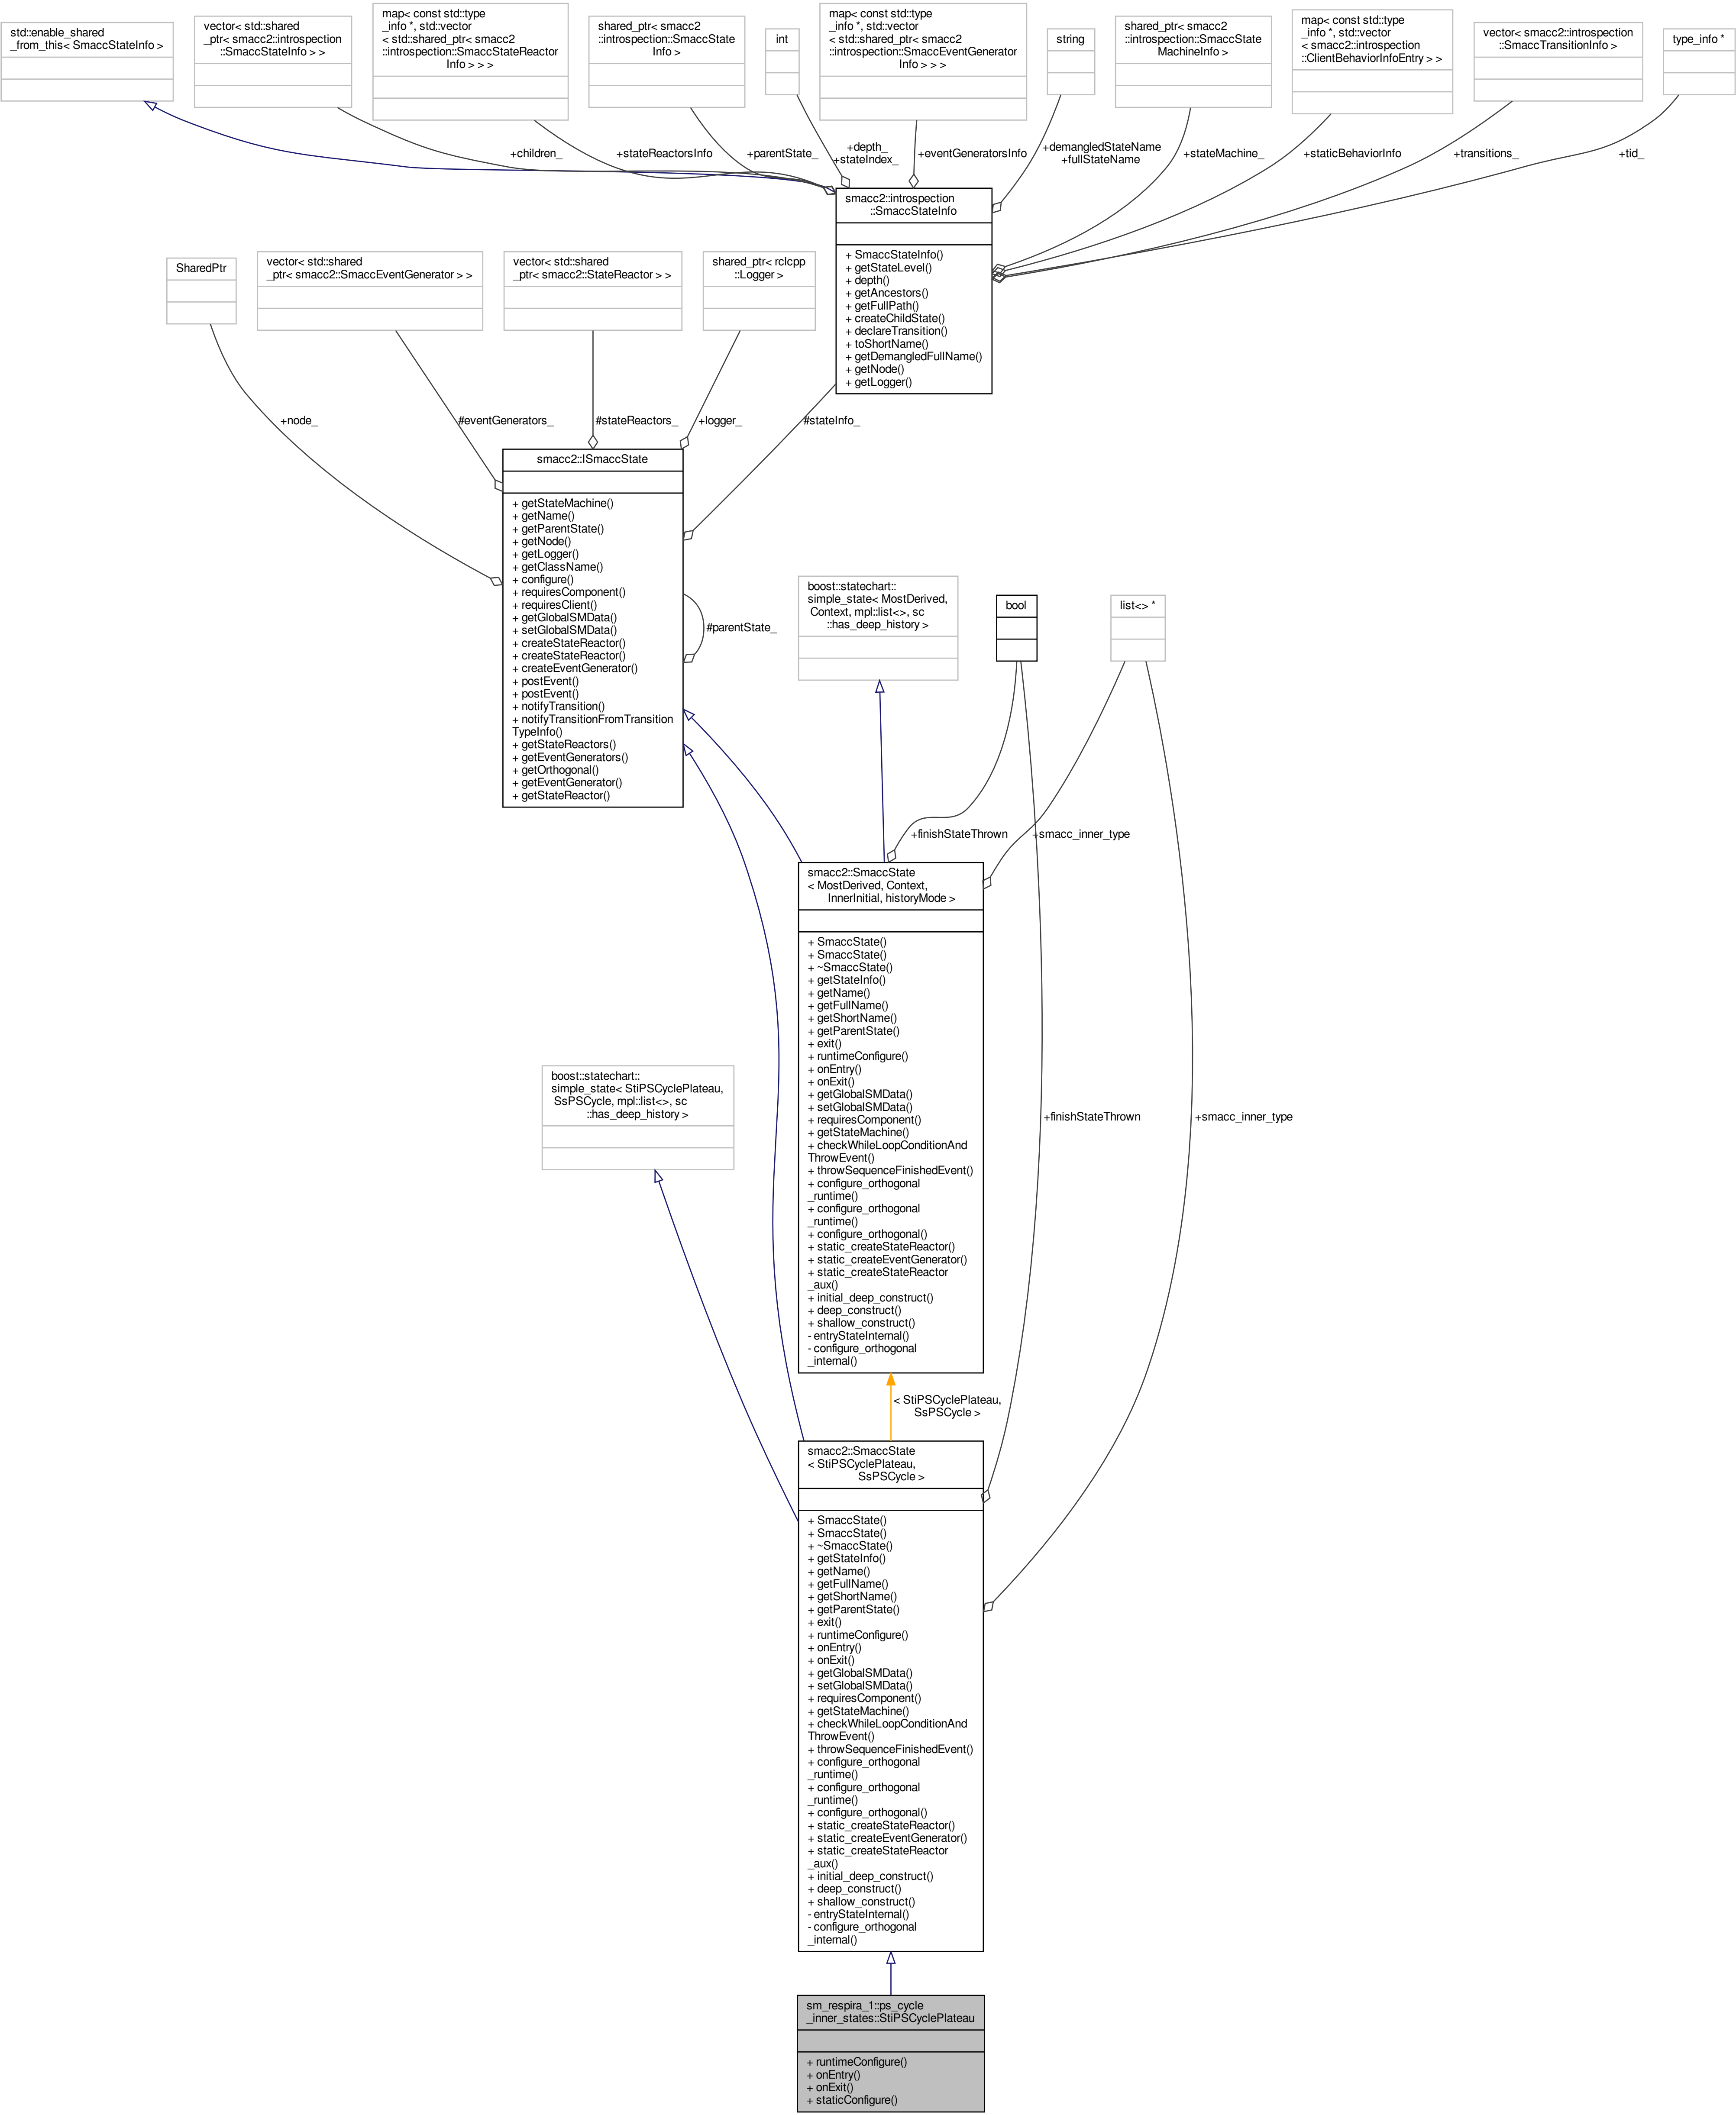 std::enable_shared
_from_this< SmaccStateInfo >
vector< std::shared
_ptr< smacc2::introspection
::SmaccStateInfo > >
map< const std::type
_info *, std::vector
< std::shared_ptr< smacc2
::introspection::SmaccStateReactor
Info > > >
shared_ptr< smacc2
::introspection::SmaccState
Info >
int
map< const std::type
_info *, std::vector
< std::shared_ptr< smacc2
::introspection::SmaccEventGenerator
Info > > >
string
shared_ptr< smacc2
::introspection::SmaccState
MachineInfo >
map< const std::type
_info *, std::vector
< smacc2::introspection
::ClientBehaviorInfoEntry > >
vector< smacc2::introspection
::SmaccTransitionInfo >
type_info *
+children_
+stateReactorsInfo
+parentState_
+depth_
+stateIndex_
+eventGeneratorsInfo
+demangledStateName
+fullStateName
+stateMachine_
+staticBehaviorInfo
+transitions_
+tid_
smacc2::introspection
::SmaccStateInfo
+ SmaccStateInfo()
+ getStateLevel()
+ depth()
+ getAncestors()
+ getFullPath()
+ createChildState()
+ declareTransition()
+ toShortName()
+ getDemangledFullName()
+ getNode()
+ getLogger()
SharedPtr
vector< std::shared
_ptr< smacc2::SmaccEventGenerator > >
vector< std::shared
_ptr< smacc2::StateReactor > >
shared_ptr< rclcpp
::Logger >
+node_
#eventGenerators_
#stateReactors_
+logger_
#stateInfo_
smacc2::ISmaccState
+ getStateMachine()
+ getName()
+ getParentState()
+ getNode()
+ getLogger()
+ getClassName()
+ configure()
+ requiresComponent()
+ requiresClient()
+ getGlobalSMData()
+ setGlobalSMData()
+ createStateReactor()
+ createStateReactor()
+ createEventGenerator()
+ postEvent()
+ postEvent()
+ notifyTransition()
+ notifyTransitionFromTransition
TypeInfo()
+ getStateReactors()
+ getEventGenerators()
+ getOrthogonal()
+ getEventGenerator()
+ getStateReactor()
#parentState_
boost::statechart::
simple_state< MostDerived,
Context, mpl::list<>, sc
::has_deep_history >
bool
list<> *
+finishStateThrown
+smacc_inner_type
smacc2::SmaccState
< MostDerived, Context,
InnerInitial, historyMode >
+ SmaccState()
+ SmaccState()
+ ~SmaccState()
+ getStateInfo()
+ getName()
+ getFullName()
+ getShortName()
+ getParentState()
+ exit()
+ runtimeConfigure()
+ onEntry()
+ onExit()
+ getGlobalSMData()
+ setGlobalSMData()
+ requiresComponent()
+ getStateMachine()
+ checkWhileLoopConditionAnd
ThrowEvent()
+ throwSequenceFinishedEvent()
+ configure_orthogonal
_runtime()
+ configure_orthogonal
_runtime()
+ configure_orthogonal()
+ static_createStateReactor()
+ static_createEventGenerator()
+ static_createStateReactor
_aux()
+ initial_deep_construct()
+ deep_construct()
+ shallow_construct()
- entryStateInternal()
- configure_orthogonal
_internal()
boost::statechart::
simple_state< StiPSCyclePlateau,
SsPSCycle, mpl::list<>, sc
::has_deep_history >
+finishStateThrown
+smacc_inner_type
< StiPSCyclePlateau,
SsPSCycle >
smacc2::SmaccState
< StiPSCyclePlateau,
SsPSCycle >
+ SmaccState()
+ SmaccState()
+ ~SmaccState()
+ getStateInfo()
+ getName()
+ getFullName()
+ getShortName()
+ getParentState()
+ exit()
+ runtimeConfigure()
+ onEntry()
+ onExit()
+ getGlobalSMData()
+ setGlobalSMData()
+ requiresComponent()
+ getStateMachine()
+ checkWhileLoopConditionAnd
ThrowEvent()
+ throwSequenceFinishedEvent()
+ configure_orthogonal
_runtime()
+ configure_orthogonal
_runtime()
+ configure_orthogonal()
+ static_createStateReactor()
+ static_createEventGenerator()
+ static_createStateReactor
_aux()
+ initial_deep_construct()
+ deep_construct()
+ shallow_construct()
- entryStateInternal()
- configure_orthogonal
_internal()
sm_respira_1::ps_cycle
_inner_states::StiPSCyclePlateau
+ runtimeConfigure()
+ onEntry()
+ onExit()
+ staticConfigure()